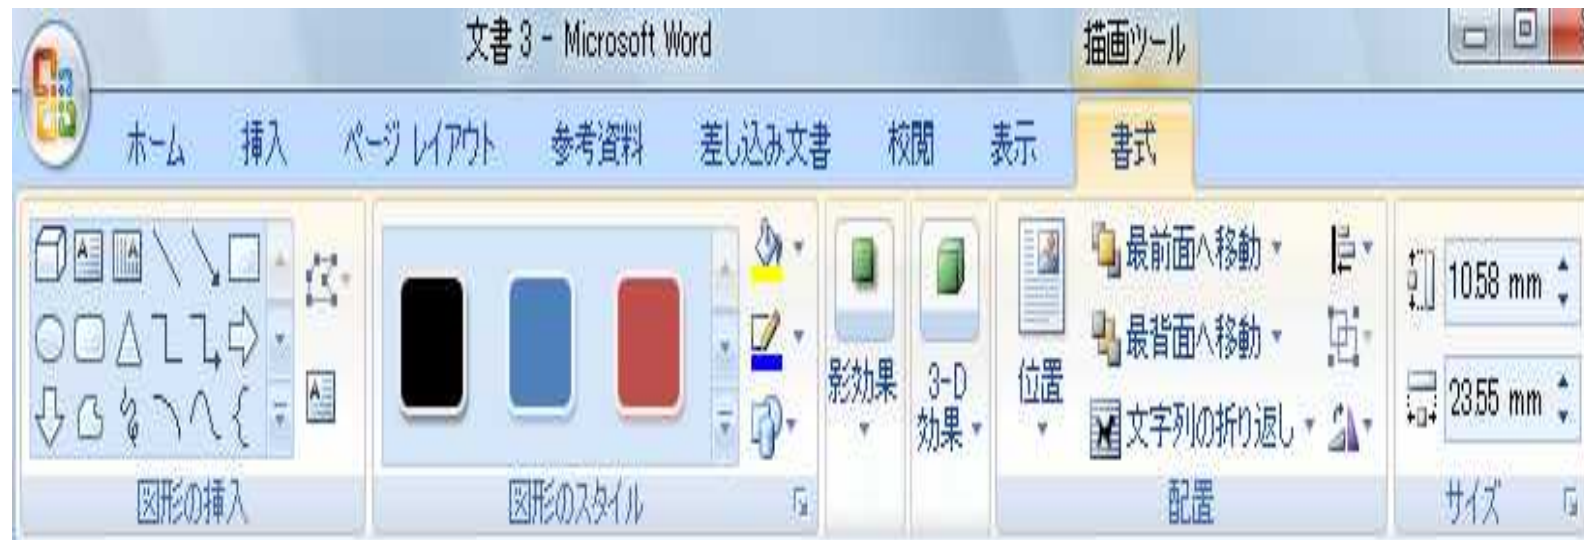 文書 3 - Microsoft Word
描画ツール
ホーム 挿入 ページ レイアウト 参考資料 差し込み文書 校閲 表示 書式
最前面へ移動
10.58 mm
最背面へ移動
影効果
3-D
効果
位置
23.55 mm
文字列の折り返し
図形の挿入
図形のスタイル
配置
サイズ